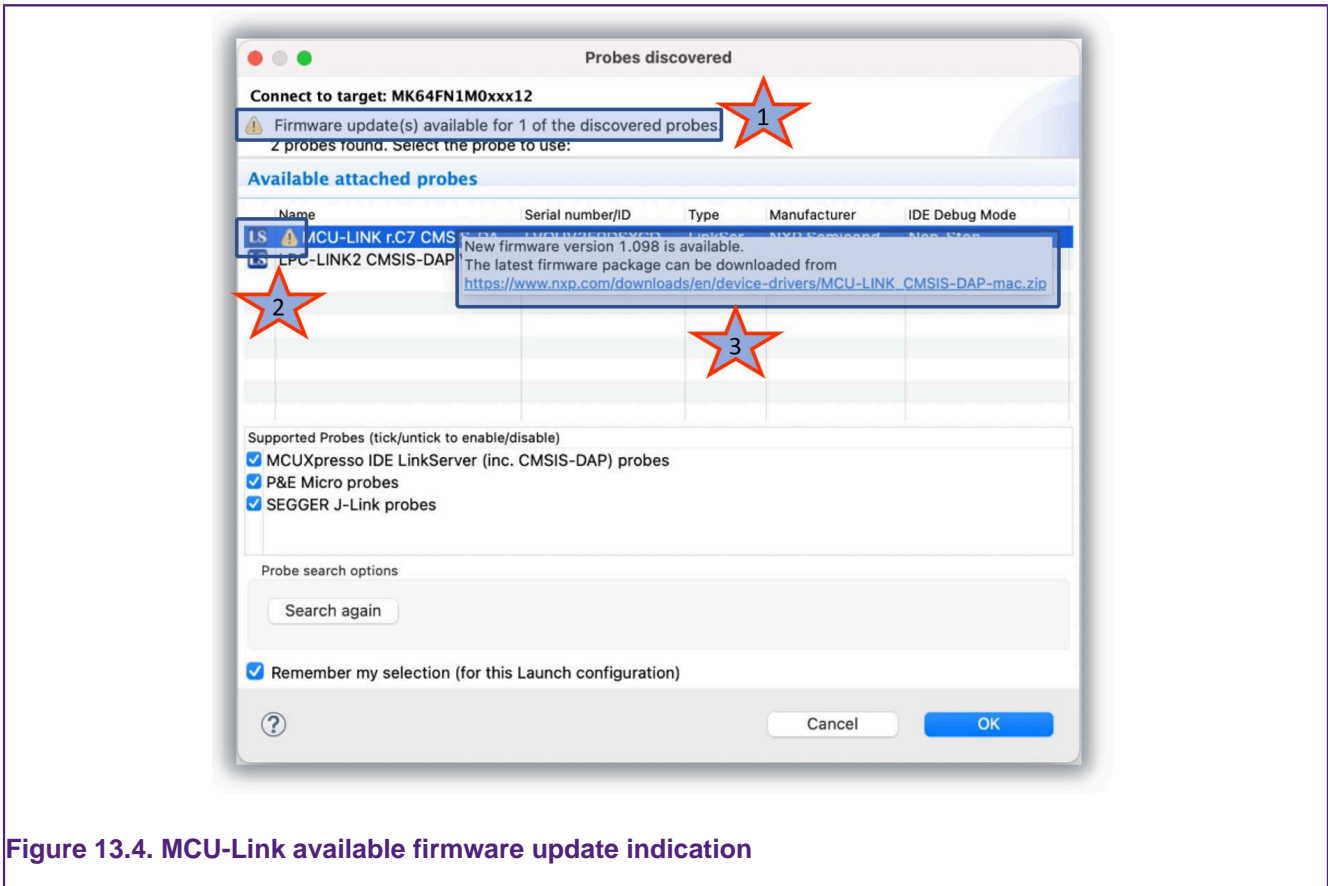 Probes discovered
Connect to target: MK64FN1M0xxx12
1
Firmware update(s) available for 1 of the discovered probes.
2 probes found. Select the probe to use:
Available attached probes
Name Serial number/ID Type Manufacturer IDE Debug Mode
LS MCU-LINK r.C7 CMSIS-DA
LS LPC-LINK2 CMSIS-DAP
New firmware version 1.098 is available.
The latest firmware package can be downloaded from
https://www.nxp.com/downloads/en/device-drivers/MCU-LINK_CMSIS-DAP-mac.zip
2
3
Supported Probes (tick/untick to enable/disable)
MCUXpresso IDE LinkServer (inc. CMSIS-DAP) probes
P&E Micro probes
SEGGER J-Link probes
Probe search options
Search again
Remember my selection (for this Launch configuration)
?
Cancel OK
Figure 13.4. MCU-Link available firmware update indication